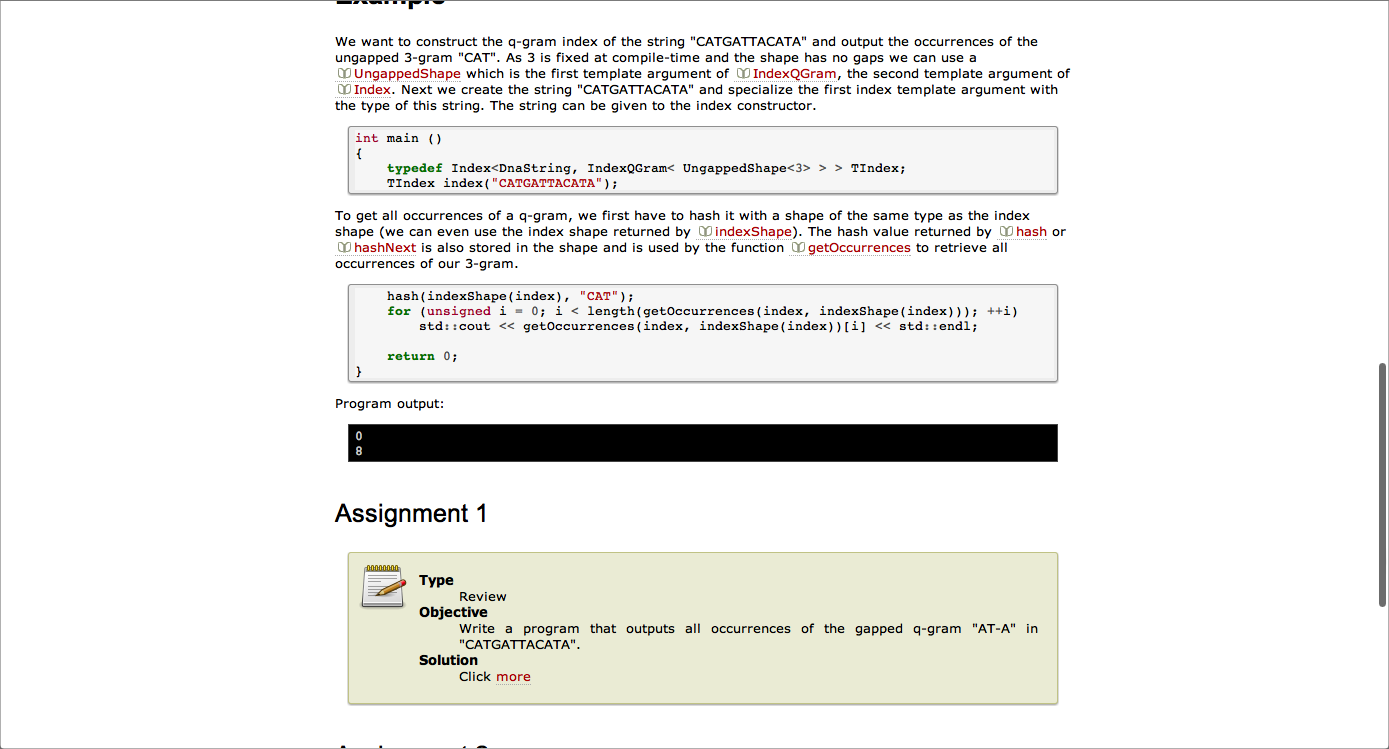 Example
We want to construct the q-gram index of the string "CATGATTACATA" and output the occurrences of the
ungapped 3-gram "CAT". As 3 is fixed at compile-time and the shape has no gaps we can use a
UngappedShape which is the first template argument of IndexQGram, the second template argument of
Index. Next we create the string "CATGATTACATA" and specialize the first index template argument with
the type of this string. The string can be given to the index constructor.
int main ()
{
    typedef Index<DnaString, IndexQGram< UngappedShape<3> > > TIndex;
    TIndex index("CATGATTACATA");
To get all occurrences of a q-gram, we first have to hash it with a shape of the same type as the index
shape (we can even use the index shape returned by indexShape). The hash value returned by hash or
hashNext is also stored in the shape and is used by the function getOccurrences to retrieve all
occurrences of our 3-gram.
    hash(indexShape(index), "CAT");
    for (unsigned i = 0; i < length(getOccurrences(index, indexShape(index))); ++i)
        std::cout << getOccurrences(index, indexShape(index))[i] << std::endl;
    return 0;
}
Program output:
0
8
Assignment 1
Type
Review
Objective
Write a program that outputs all occurrences of the gapped q-gram "AT-A" in
"CATGATTACATA".
Solution
Click more